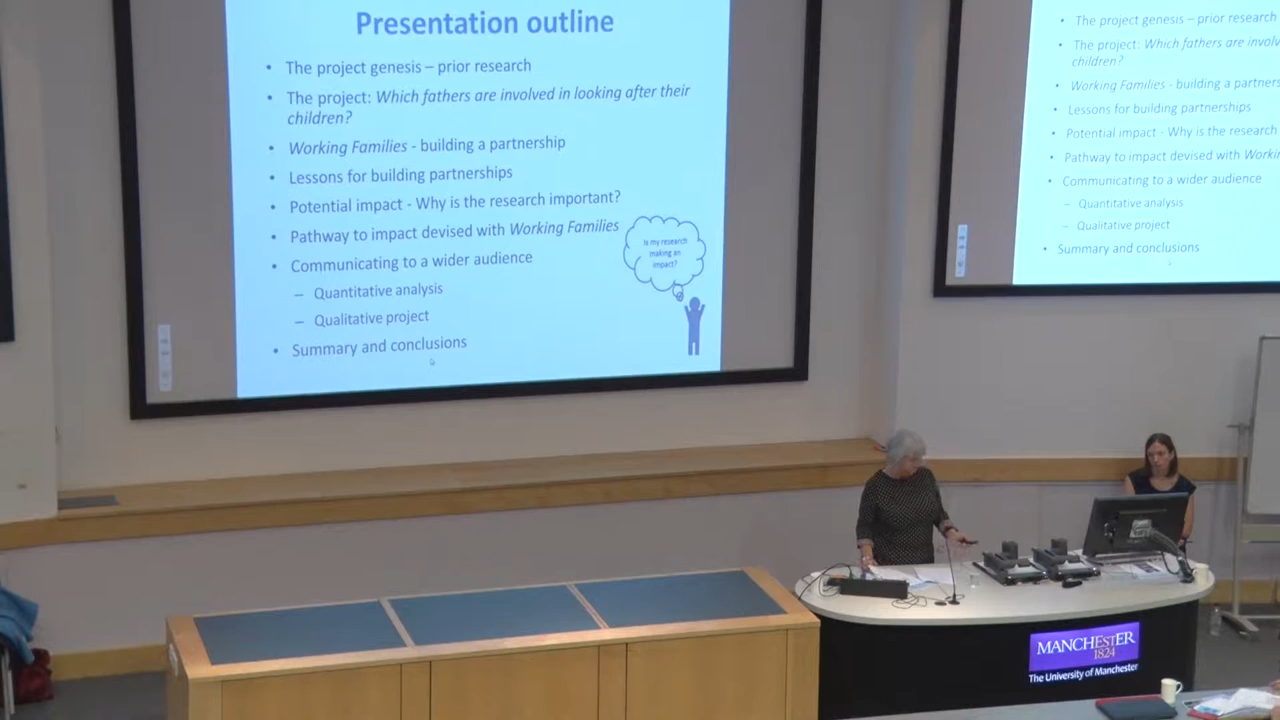 Presentation outline
• The project genesis – prior research
• The project: Which fathers are involved in looking after their
children?
• Working Families - building a partnership
• Lessons for building partnerships
• Potential impact - Why is the research important?
• Pathway to impact devised with Working Families
• Communicating to a wider audience
– Quantitative analysis
– Qualitative project
• Summary and conclusions
Is my research
making an
impact?
• The project genesis – prior research
• The project: Which fathers are involv
children?
• Working Families - building a partners
• Lessons for building partnerships
• Potential impact - Why is the research
• Pathway to impact devised with Workin
• Communicating to a wider audience
– Quantitative analysis
– Qualitative project
• Summary and conclusions
MANCHESTER
1824
The University of Manchester